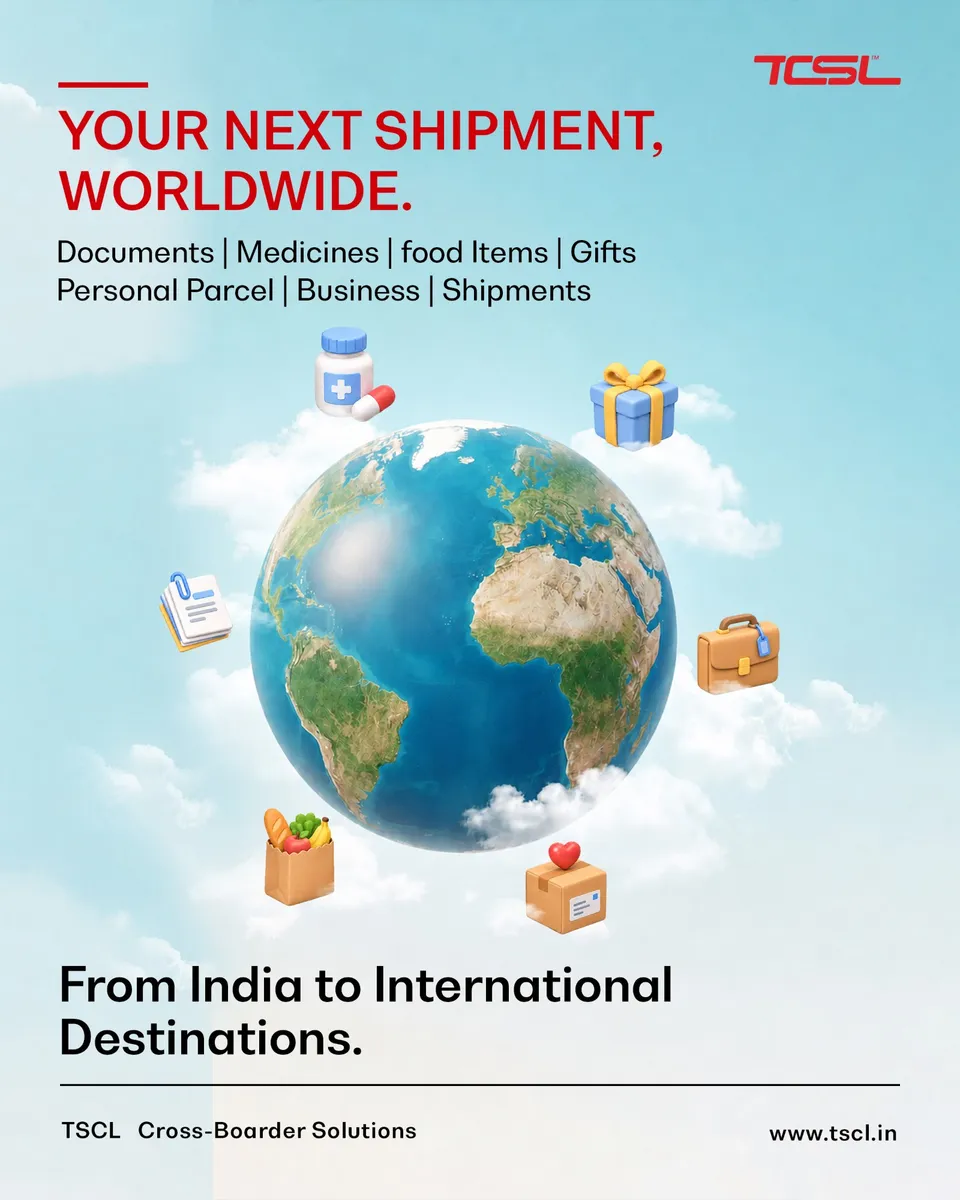 TCSL™
YOUR NEXT SHIPMENT,
WORLDWIDE.
Documents | Medicines | food Items | Gifts
Personal Parcel | Business | Shipments
From India to International
Destinations.
TSCL Cross-Boarder Solutions
www.tscl.in